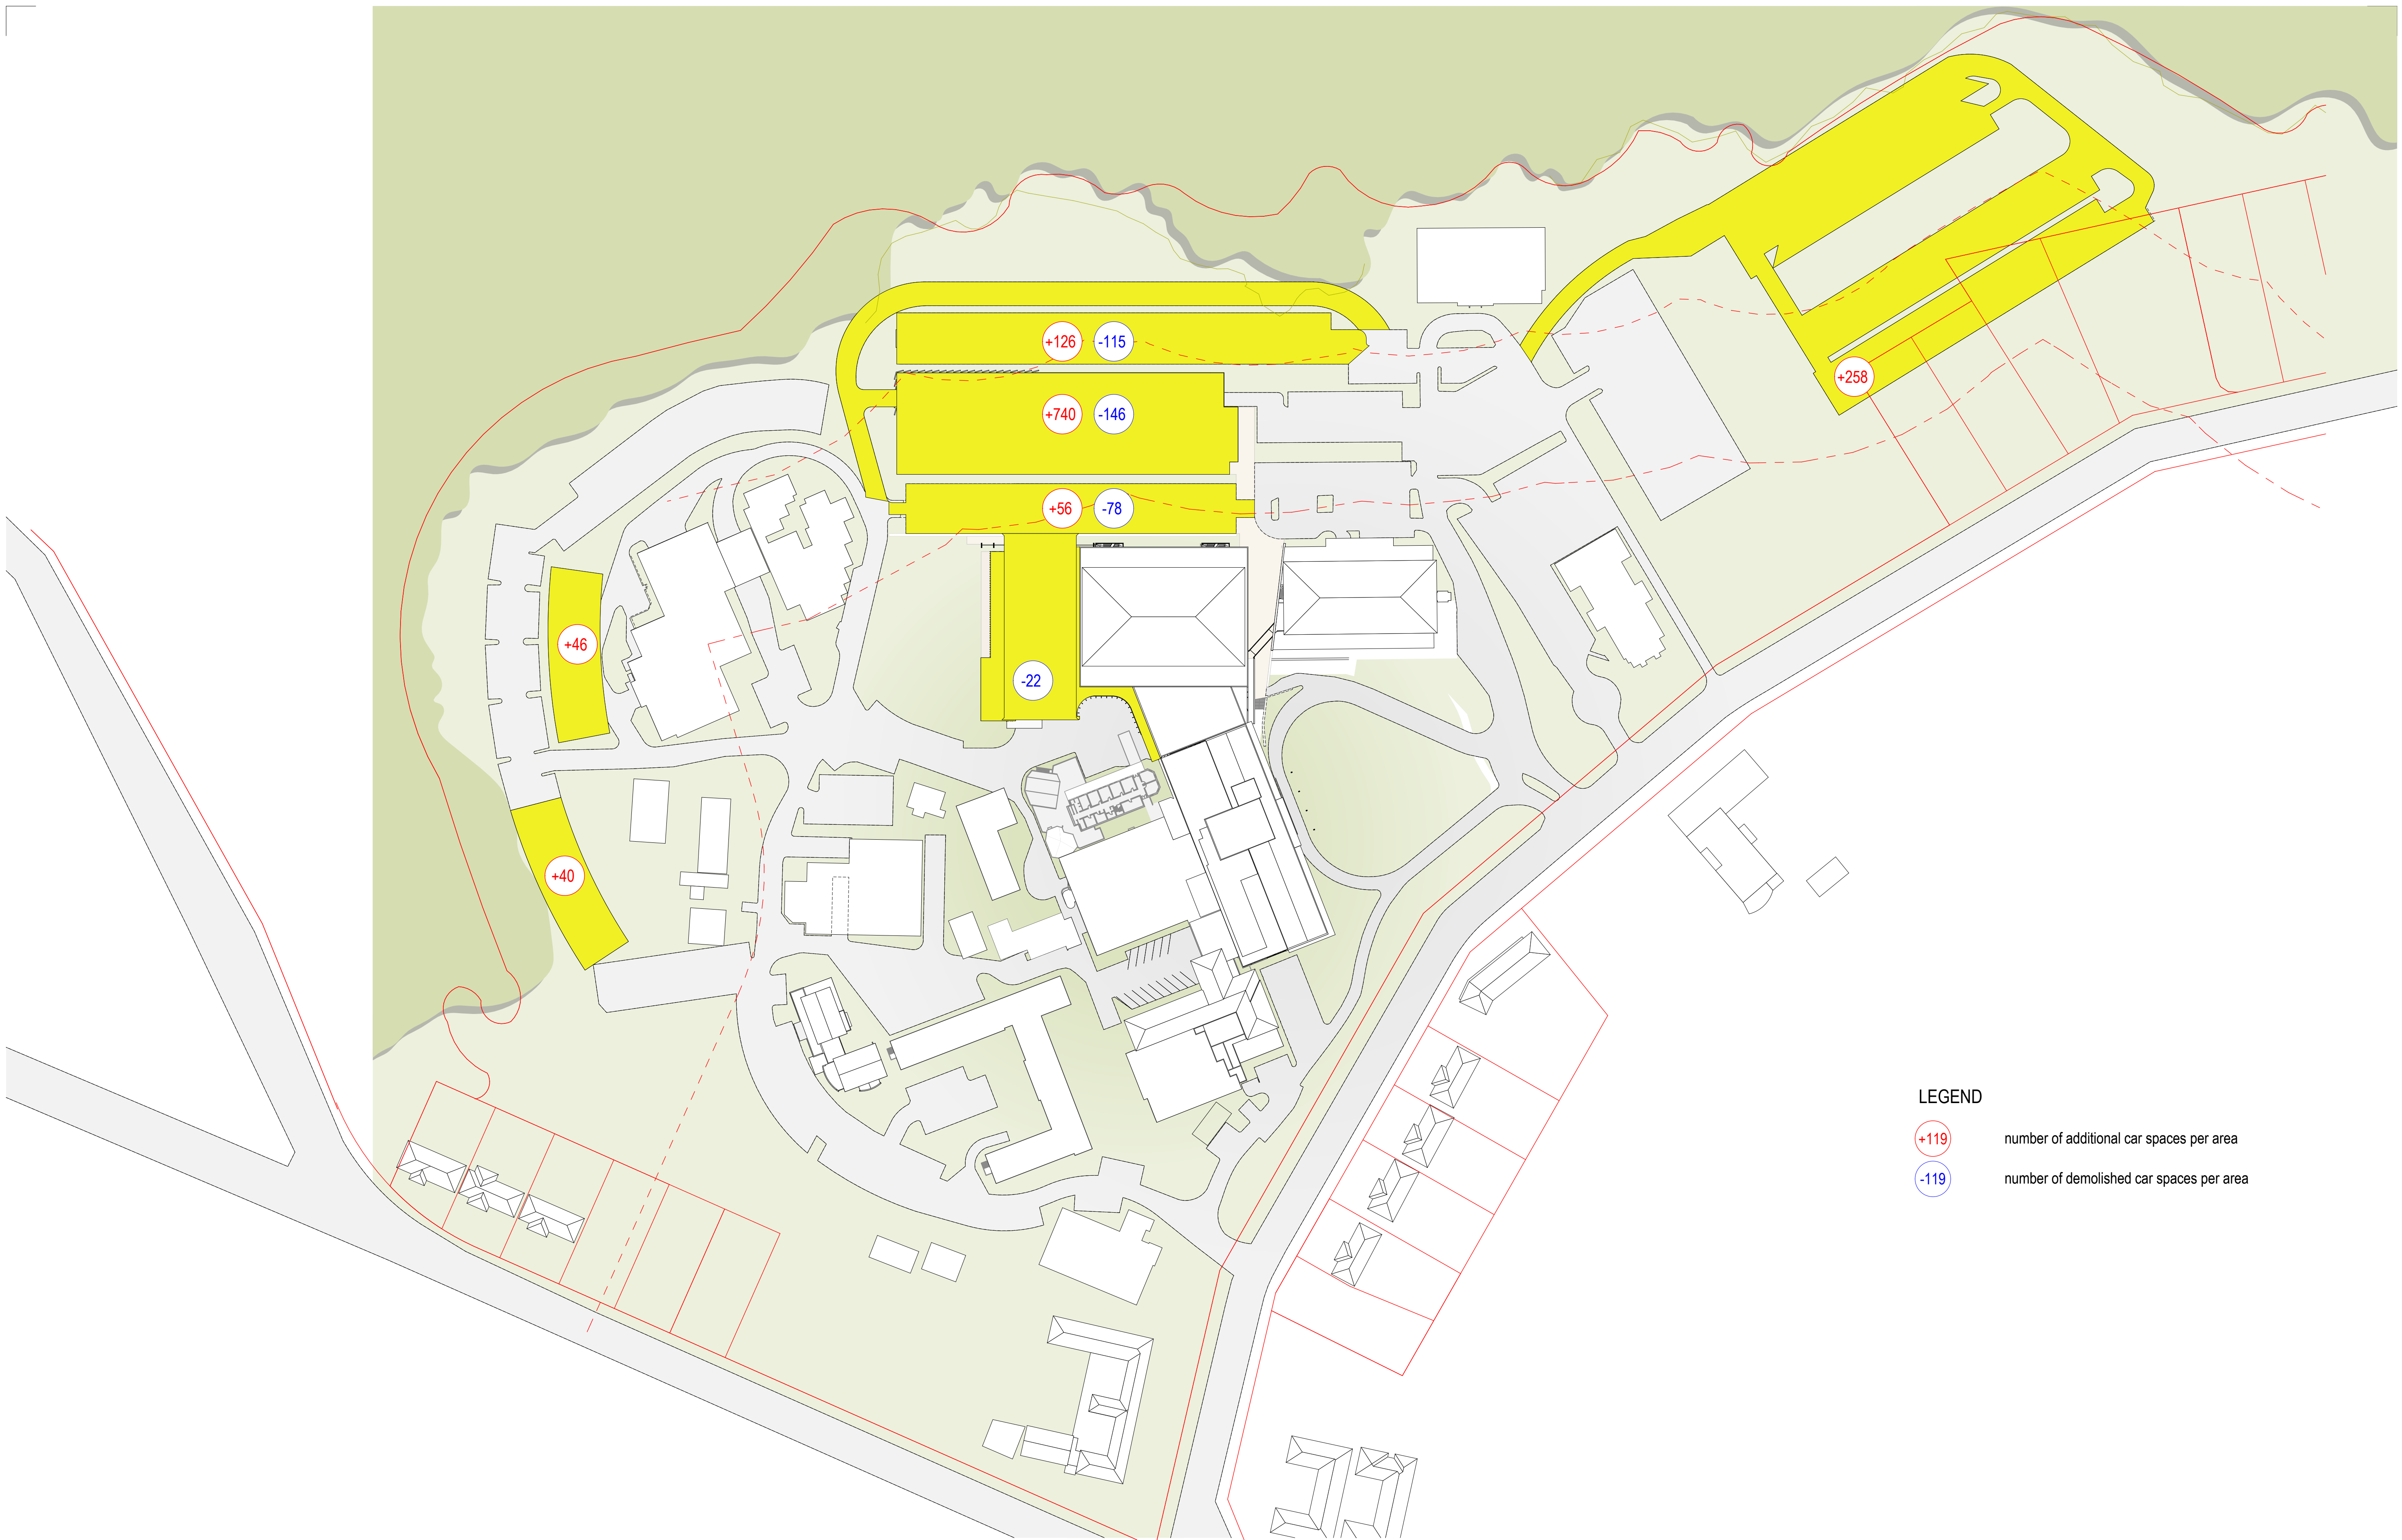 +126 -115
+258
+740 -146
+56 -78
+46
-22
+40
LEGEND
+119 number of additional car spaces per area
-119 number of demolished car spaces per area